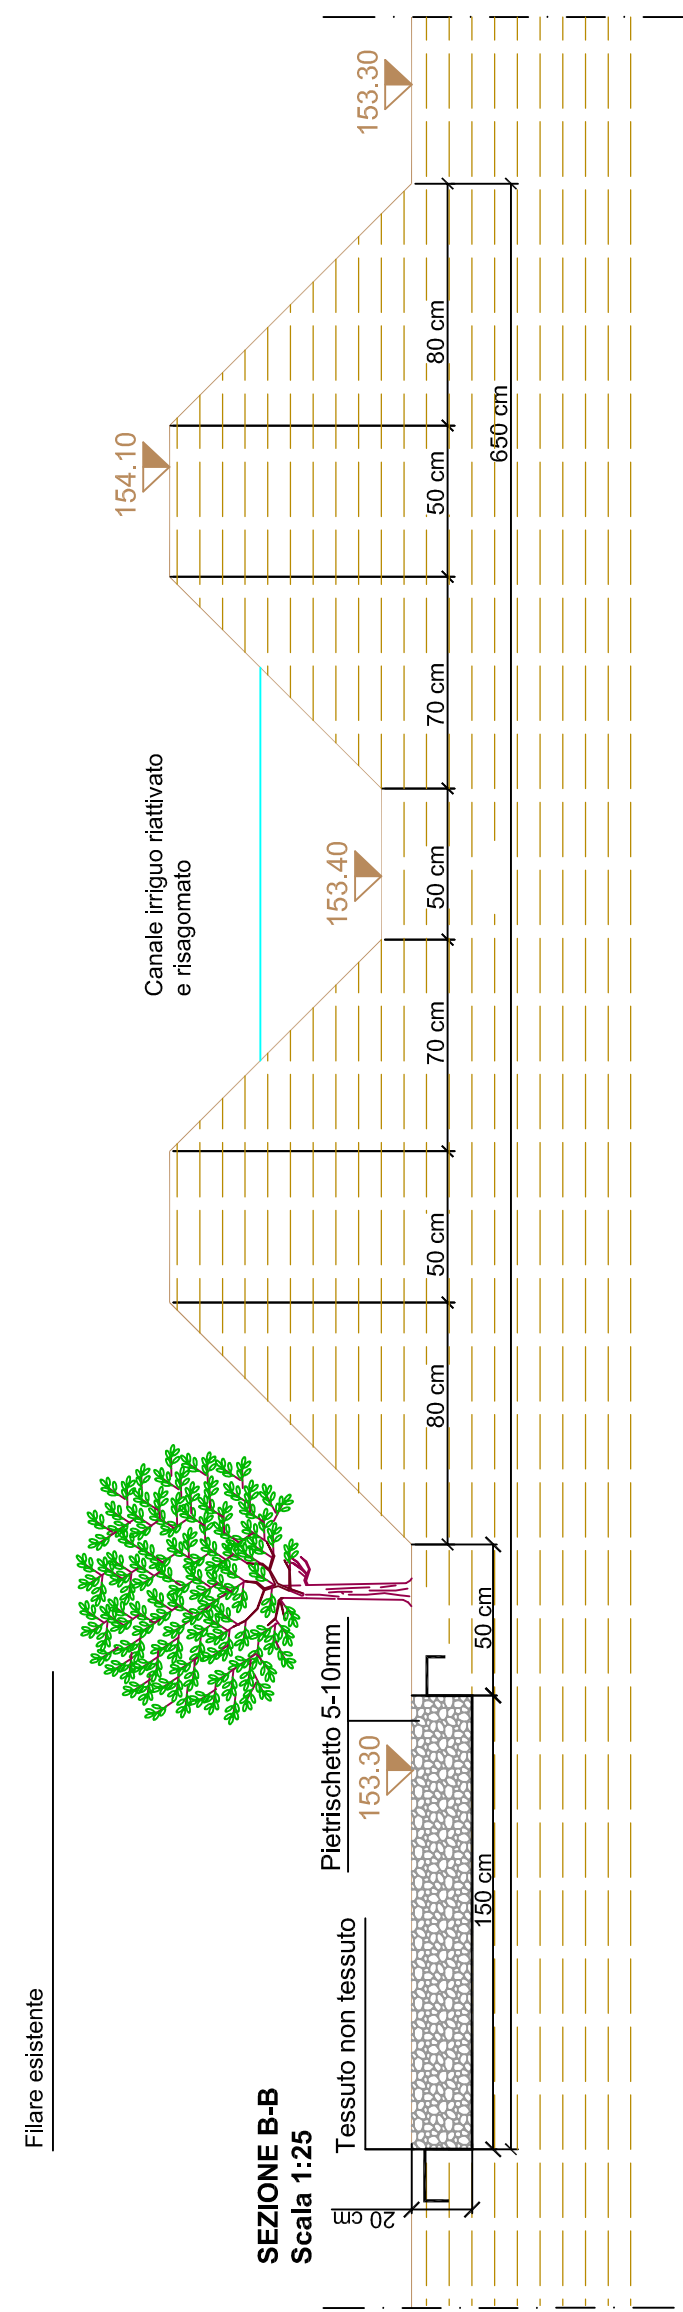 Filare esistente
SEZIONE B-B
Scala 1:25
Tessuto non tessuto
Pietrischetto 5-10mm
Canale irriguo riattivato
e risagomato
153.30
153.40
154.10
153.30
20 cm
150 cm
50 cm
80 cm
50 cm
70 cm
50 cm
70 cm
50 cm
80 cm
650 cm